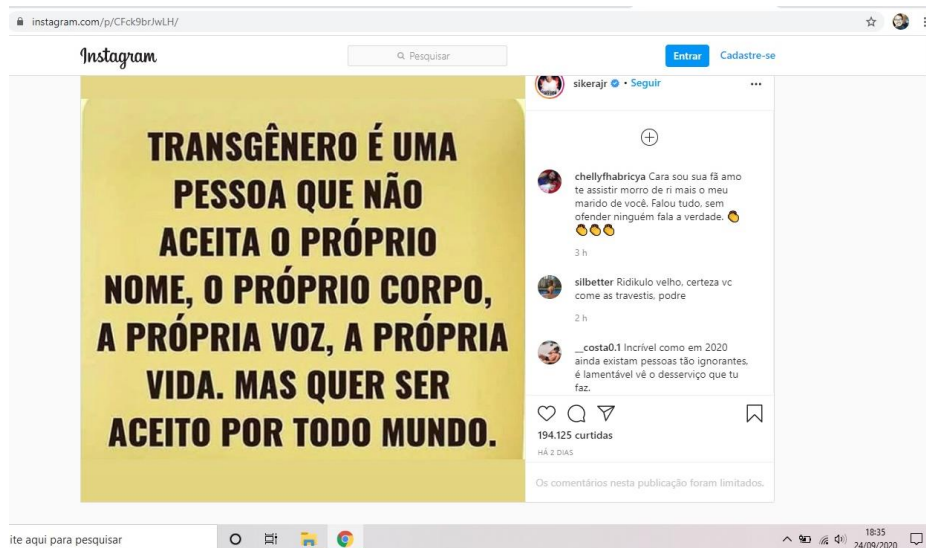 instagram.com/p/CFck9brJwLH/
Instagram
Pesquisar
Entrar
Cadastre-se
TRANSGÊNERO É UMA
PESSOA QUE NÃO
ACEITA O PRÓPRIO
NOME, O PRÓPRIO CORPO,
A PRÓPRIA VOZ, A PRÓPRIA
VIDA. MAS QUER SER
ACEITO POR TODO MUNDO.
sikerajr • Seguir
chellyfhabricya Cara sou sua fã amo
te assistir morro de ri mais o meu
marido de você. Falou tudo, sem
ofender ninguém fala a verdade.
3 h
silbetter Ridikulo velho, certeza vc
come as travestis, podre
2 h
__costa0.1 Incrível como em 2020
ainda existam pessoas tão ignorantes,
é lamentável vê o desserviço que tu
faz.
194.125 curtidas
HÁ 2 DIAS
Os comentários nesta publicação foram limitados.
ite aqui para pesquisar
18:35
24/09/2020